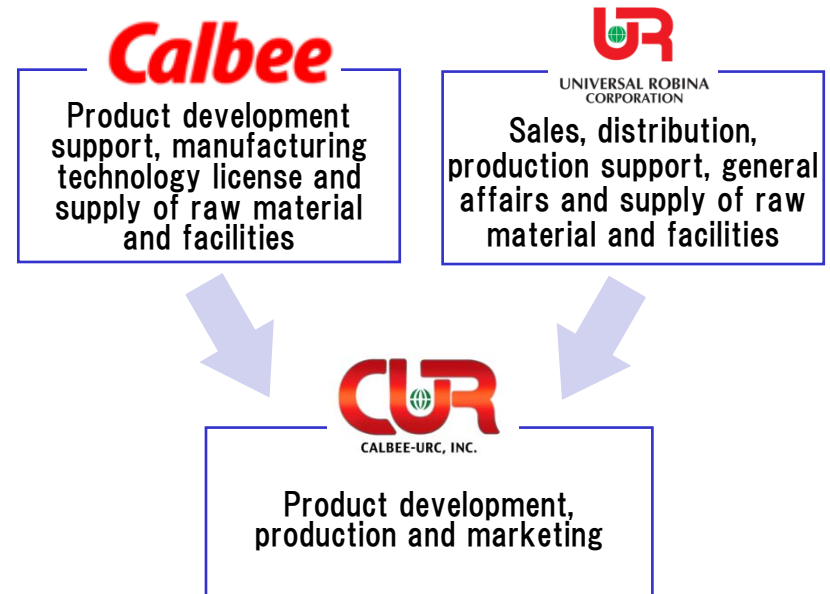 Calbee
Product development
support, manufacturing
technology license and
supply of raw material
and facilities
UR
UNIVERSAL ROBINA
CORPORATION
Sales, distribution,
production support, general
affairs and supply of raw
material and facilities
CUR
CALBEE-URC, INC.
Product development,
production and marketing